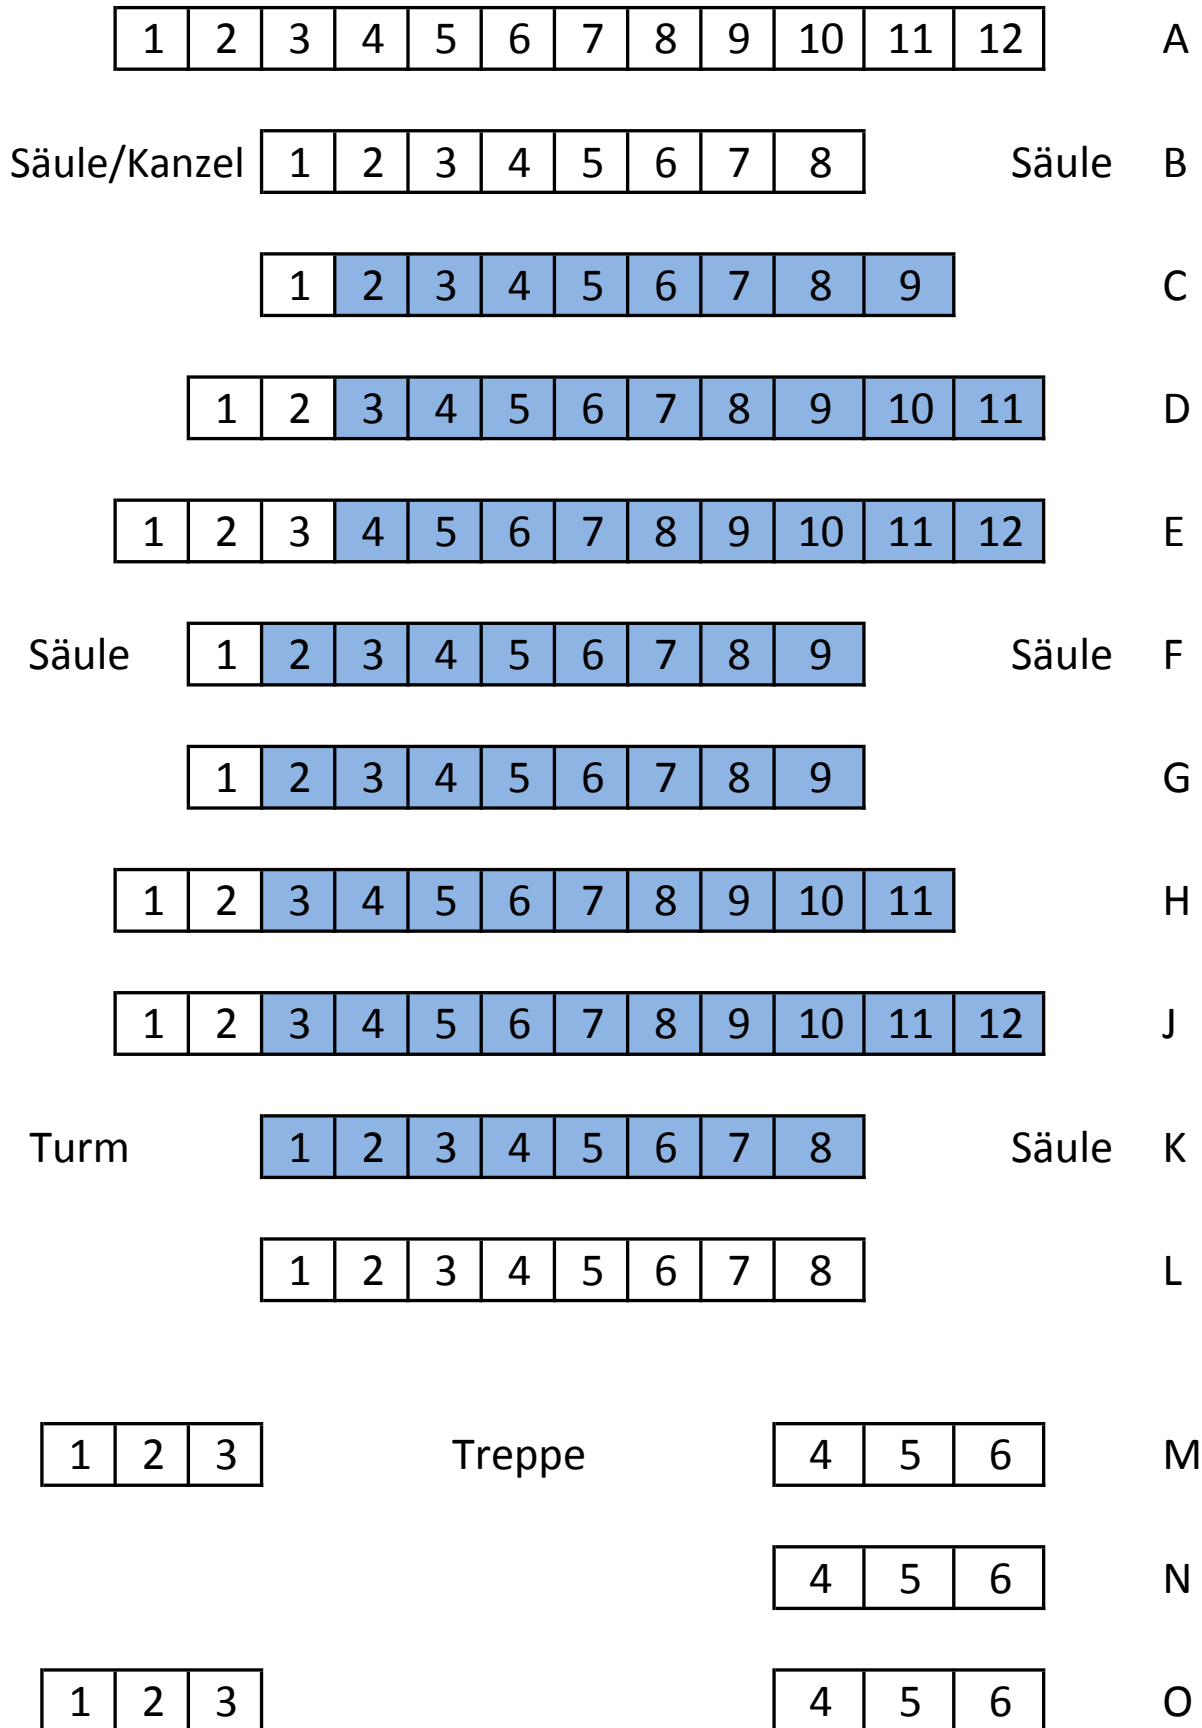 1 2 3 4 5 6 7 8 9 10 11 12 A
Säule/Kanzel 1 2 3 4 5 6 7 8 Säule B
1 2 3 4 5 6 7 8 9 C
1 2 3 4 5 6 7 8 9 10 11 D
1 2 3 4 5 6 7 8 9 10 11 12 E
Säule 1 2 3 4 5 6 7 8 9 Säule F
1 2 3 4 5 6 7 8 9 G
1 2 3 4 5 6 7 8 9 10 11 H
1 2 3 4 5 6 7 8 9 10 11 12 J
Turm 1 2 3 4 5 6 7 8 Säule K
1 2 3 4 5 6 7 8 L
1 2 3 Treppe 4 5 6 M
4 5 6 N
1 2 3 4 5 6 O